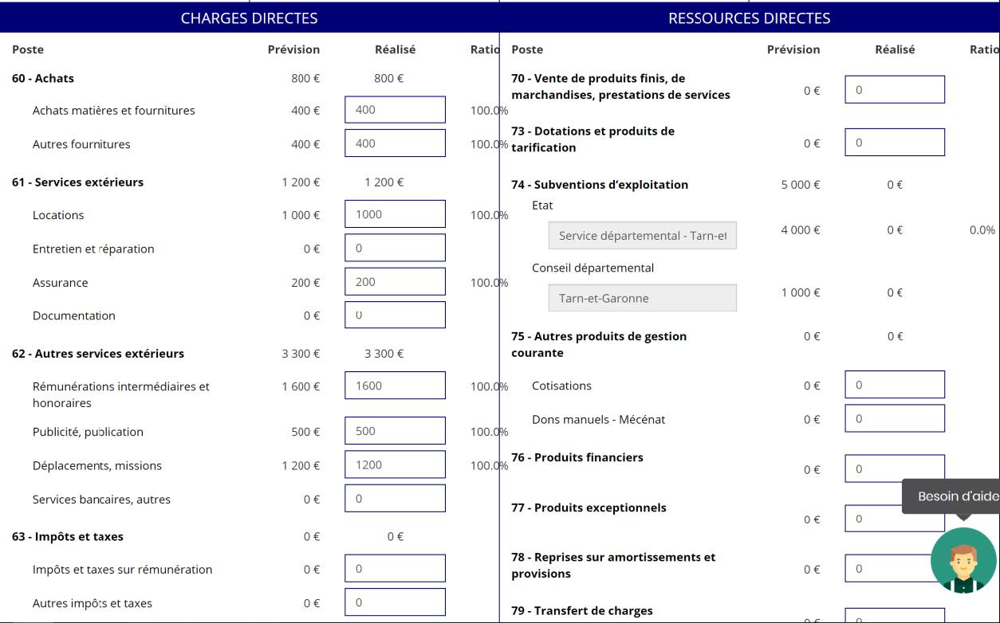 CHARGES DIRECTES
Poste Prévision Réalisé Ratio
60 - Achats 800 € 800 €
Achats matières et fournitures 400 € 400 100.0%
Autres fournitures 400 € 400 100.0%
61 - Services extérieurs 1 200 € 1 200 €
Locations 1 000 € 1000 100.0%
Entretien et réparation 0 € 0
Assurance 200 € 200 100.0%
Documentation 0 € 0
62 - Autres services extérieurs 3 300 € 3 300 €
Rémunérations intermédiaires et
honoraires 1 600 € 1600 100.0%
Publicité, publication 500 € 500 100.0%
Déplacements, missions 1 200 € 1200 100.0%
Services bancaires, autres 0 € 0
63 - Impôts et taxes 0 € 0 €
Impôts et taxes sur rémunération 0 € 0
Autres impôts et taxes 0 € 0
RESSOURCES DIRECTES
Poste Prévision Réalisé Ratio
70 - Vente de produits finis, de
marchandises, prestations de services 0 € 0
73 - Dotations et produits de
tarification 0 € 0
74 - Subventions d’exploitation 5 000 € 0 €
Etat
Service départemental - Tarn-et 4 000 € 0 € 0.0%
Conseil départemental
Tarn-et-Garonne 1 000 € 0 €
75 - Autres produits de gestion
courante 0 € 0 €
Cotisations 0 € 0
Dons manuels - Mécénat 0 € 0
76 - Produits financiers 0 € 0
77 - Produits exceptionnels 0 € 0
78 - Reprises sur amortissements et
provisions 0 € 0
79 - Transfert de charges 0 € 0
Besoin d'aide